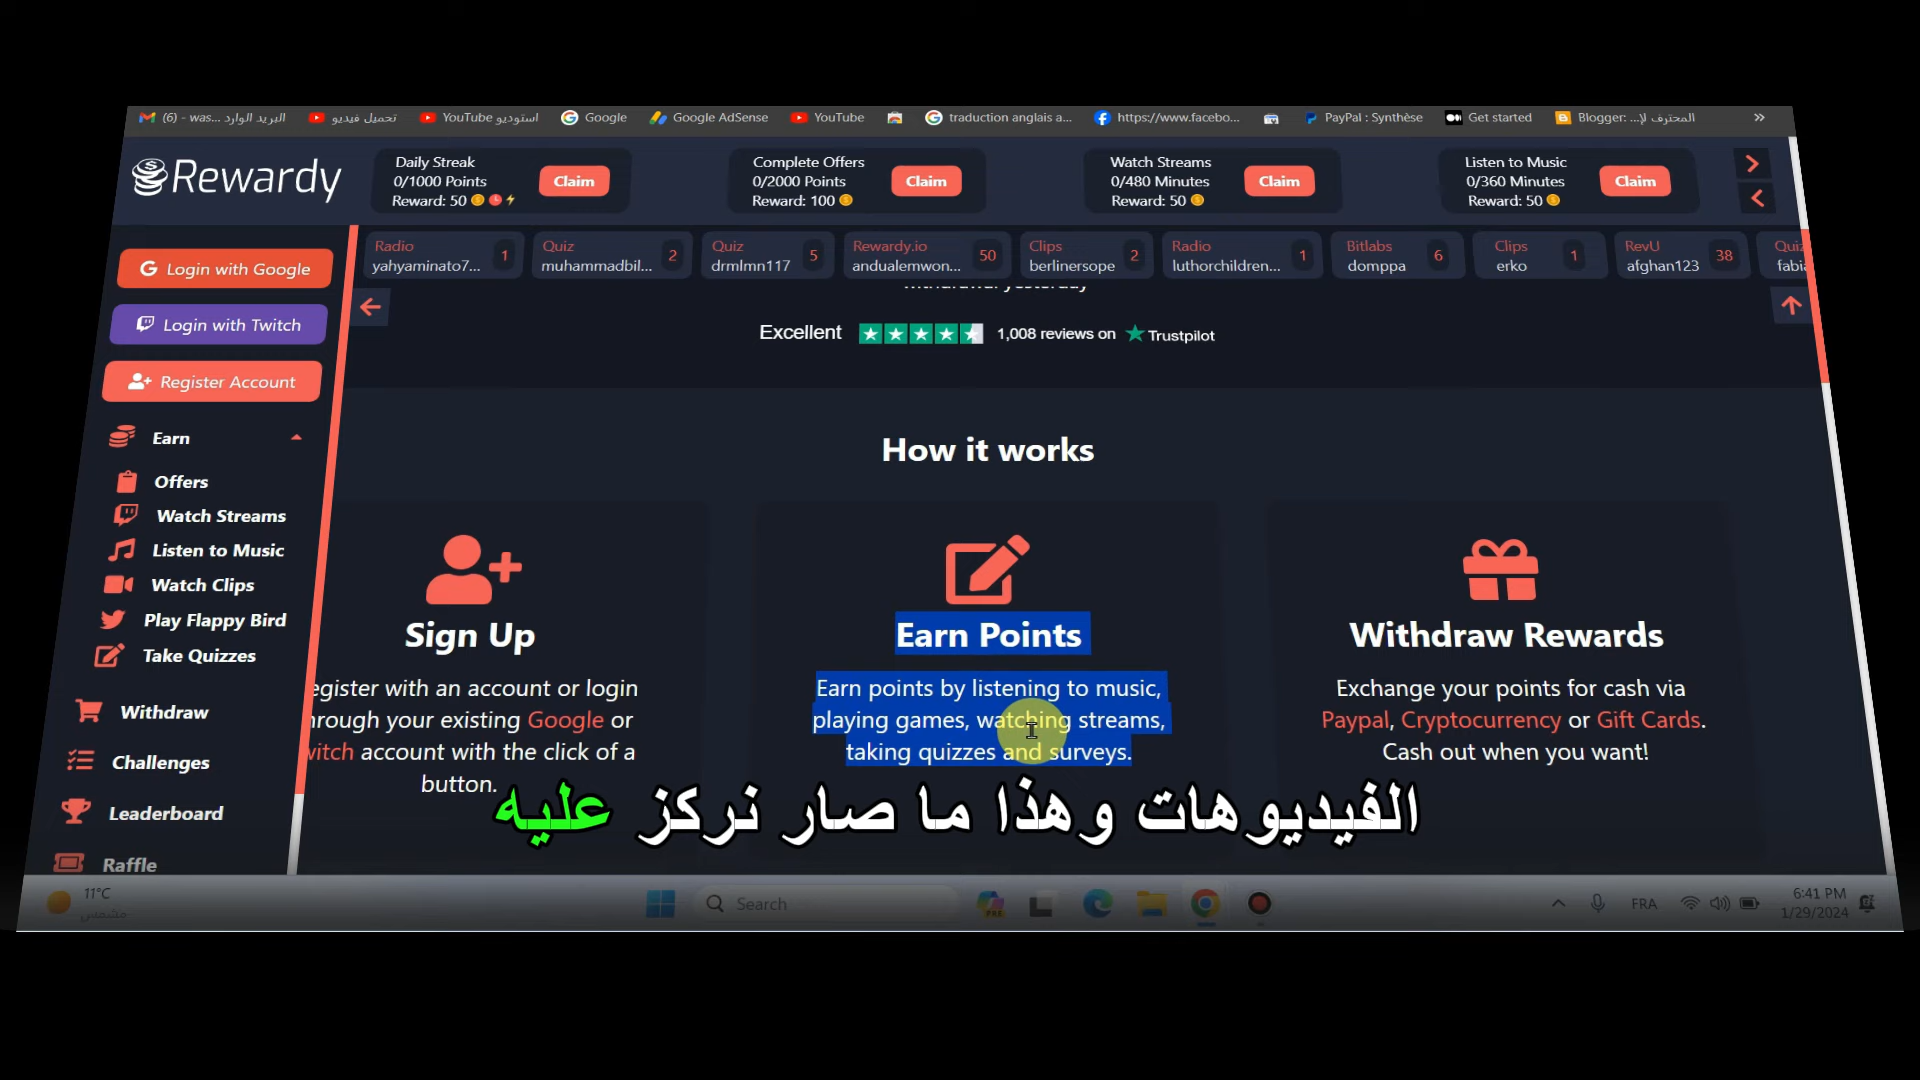 (6) - was... البريد الوارد
تحميل فيديو
استوديو YouTube
Google
Google AdSense
YouTube
traduction anglais a...
https://www.facebo...
PayPal : Synthèse
Get started
Blogger: ...المحترف لإ
»
Rewardy
Daily Streak
0/1000 Points
Reward: 50
Claim
Complete Offers
0/2000 Points
Reward: 100
Claim
Watch Streams
0/480 Minutes
Reward: 50
Claim
Listen to Music
0/360 Minutes
Reward: 50
Claim
Radio
yahyaminato7...
1
Quiz
muhammadbil...
2
Quiz
drmlmn117
5
Rewardy.io
andualemwon...
50
Clips
berlinersope
2
Radio
luthorchildren...
1
Bitlabs
domppa
6
Clips
erko
1
RevU
afghan123
38
Login with Google
Login with Twitch
Register Account
Earn
Offers
Watch Streams
Listen to Music
Watch Clips
Play Flappy Bird
Take Quizzes
Withdraw
Challenges
Leaderboard
Raffle
withdrawn yesterday
Excellent
1,008 reviews on
Trustpilot
How it works
Sign Up
egister with an account or login
hrough your existing Google or
witch account with the click of a
button.
Earn Points
Earn points by listening to music,
playing games, watching streams,
taking quizzes and surveys.
Withdraw Rewards
Exchange your points for cash via
Paypal, Cryptocurrency or Gift Cards.
Cash out when you want!
الفيديوهات وهذا ما صار نركز عليه
11°C
مشمس
Search
FRA
6:41 PM
1/29/2024